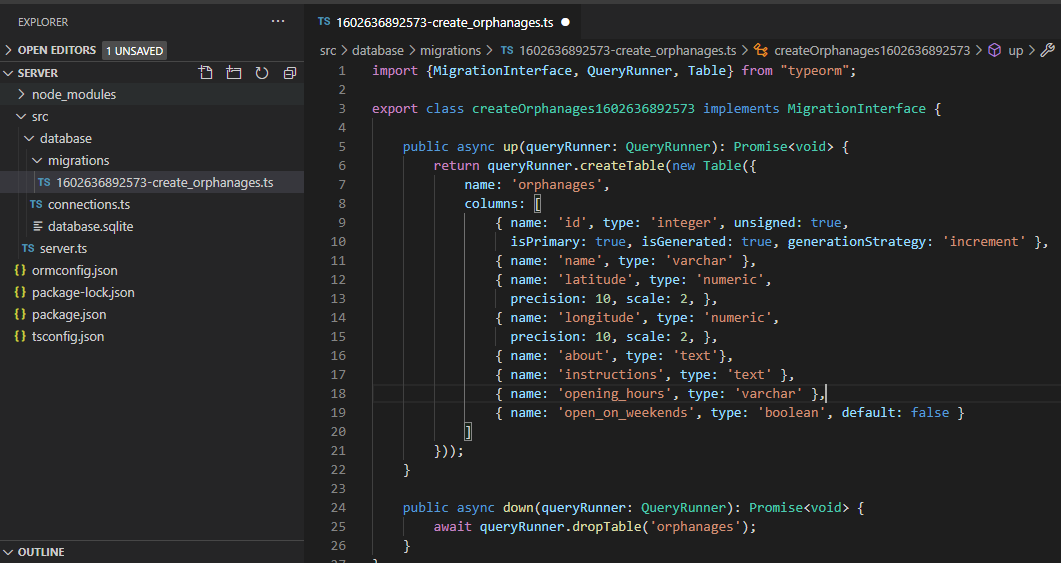 EXPLORER
...
OPEN EDITORS 1 UNSAVED
SERVER
node_modules
src
database
migrations
TS 1602636892573-create_orphanages.ts
TS connections.ts
database.sqlite
TS server.ts
{} ormconfig.json
{} package-lock.json
{} package.json
{} tsconfig.json
OUTLINE
TS 1602636892573-create_orphanages.ts ●
src > database > migrations > TS 1602636892573-create_orphanages.ts > createOrphanages1602636892573 > up >
1 import {MigrationInterface, QueryRunner, Table} from "typeorm";
2
3 export class createOrphanages1602636892573 implements MigrationInterface {
4
5     public async up(queryRunner: QueryRunner): Promise<void> {
6         return queryRunner.createTable(new Table({
7             name: 'orphanages',
8             columns: [
9                 { name: 'id', type: 'integer', unsigned: true,
10                  isPrimary: true, isGenerated: true, generationStrategy: 'increment' },
11                { name: 'name', type: 'varchar' },
12                { name: 'latitude', type: 'numeric',
13                  precision: 10, scale: 2, },
14                { name: 'longitude', type: 'numeric',
15                  precision: 10, scale: 2, },
16                { name: 'about', type: 'text'},
17                { name: 'instructions', type: 'text' },
18                { name: 'opening_hours', type: 'varchar' },
19                { name: 'open_on_weekends', type: 'boolean', default: false }
20            ]
21        }));
22    }
23
24    public async down(queryRunner: QueryRunner): Promise<void> {
25        await queryRunner.dropTable('orphanages');
26    }
27 }